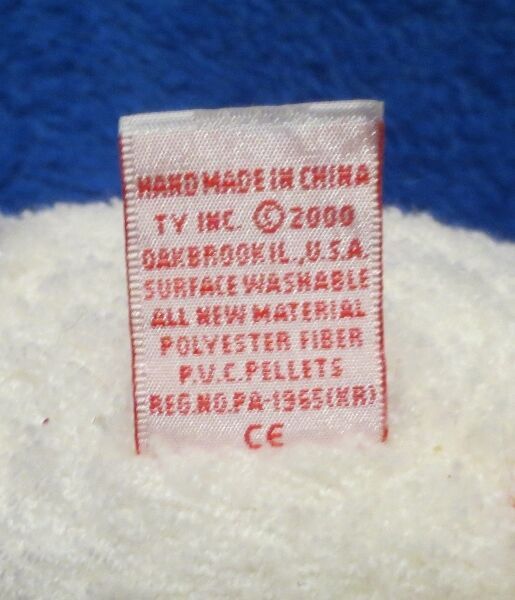 HAND MADE IN CHINA
TY INC. © 2000
OAKBROOK IL., U.S.A.
SURFACE WASHABLE
ALL NEW MATERIAL
POLYESTER FIBER
P.V.C. PELLETS
REG.NO.PA-1965(KR)
CE